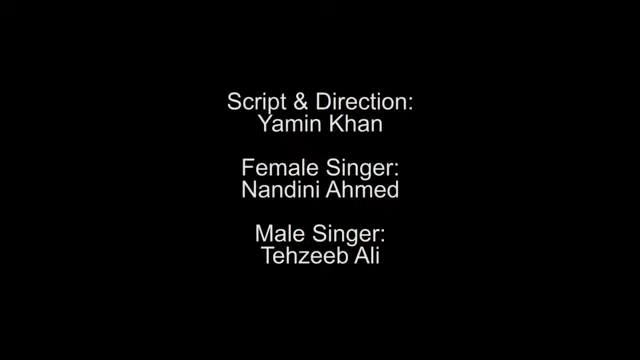 Script & Direction:
Yamin Khan
Female Singer:
Nandini Ahmed
Male Singer:
Tehzeeb Ali